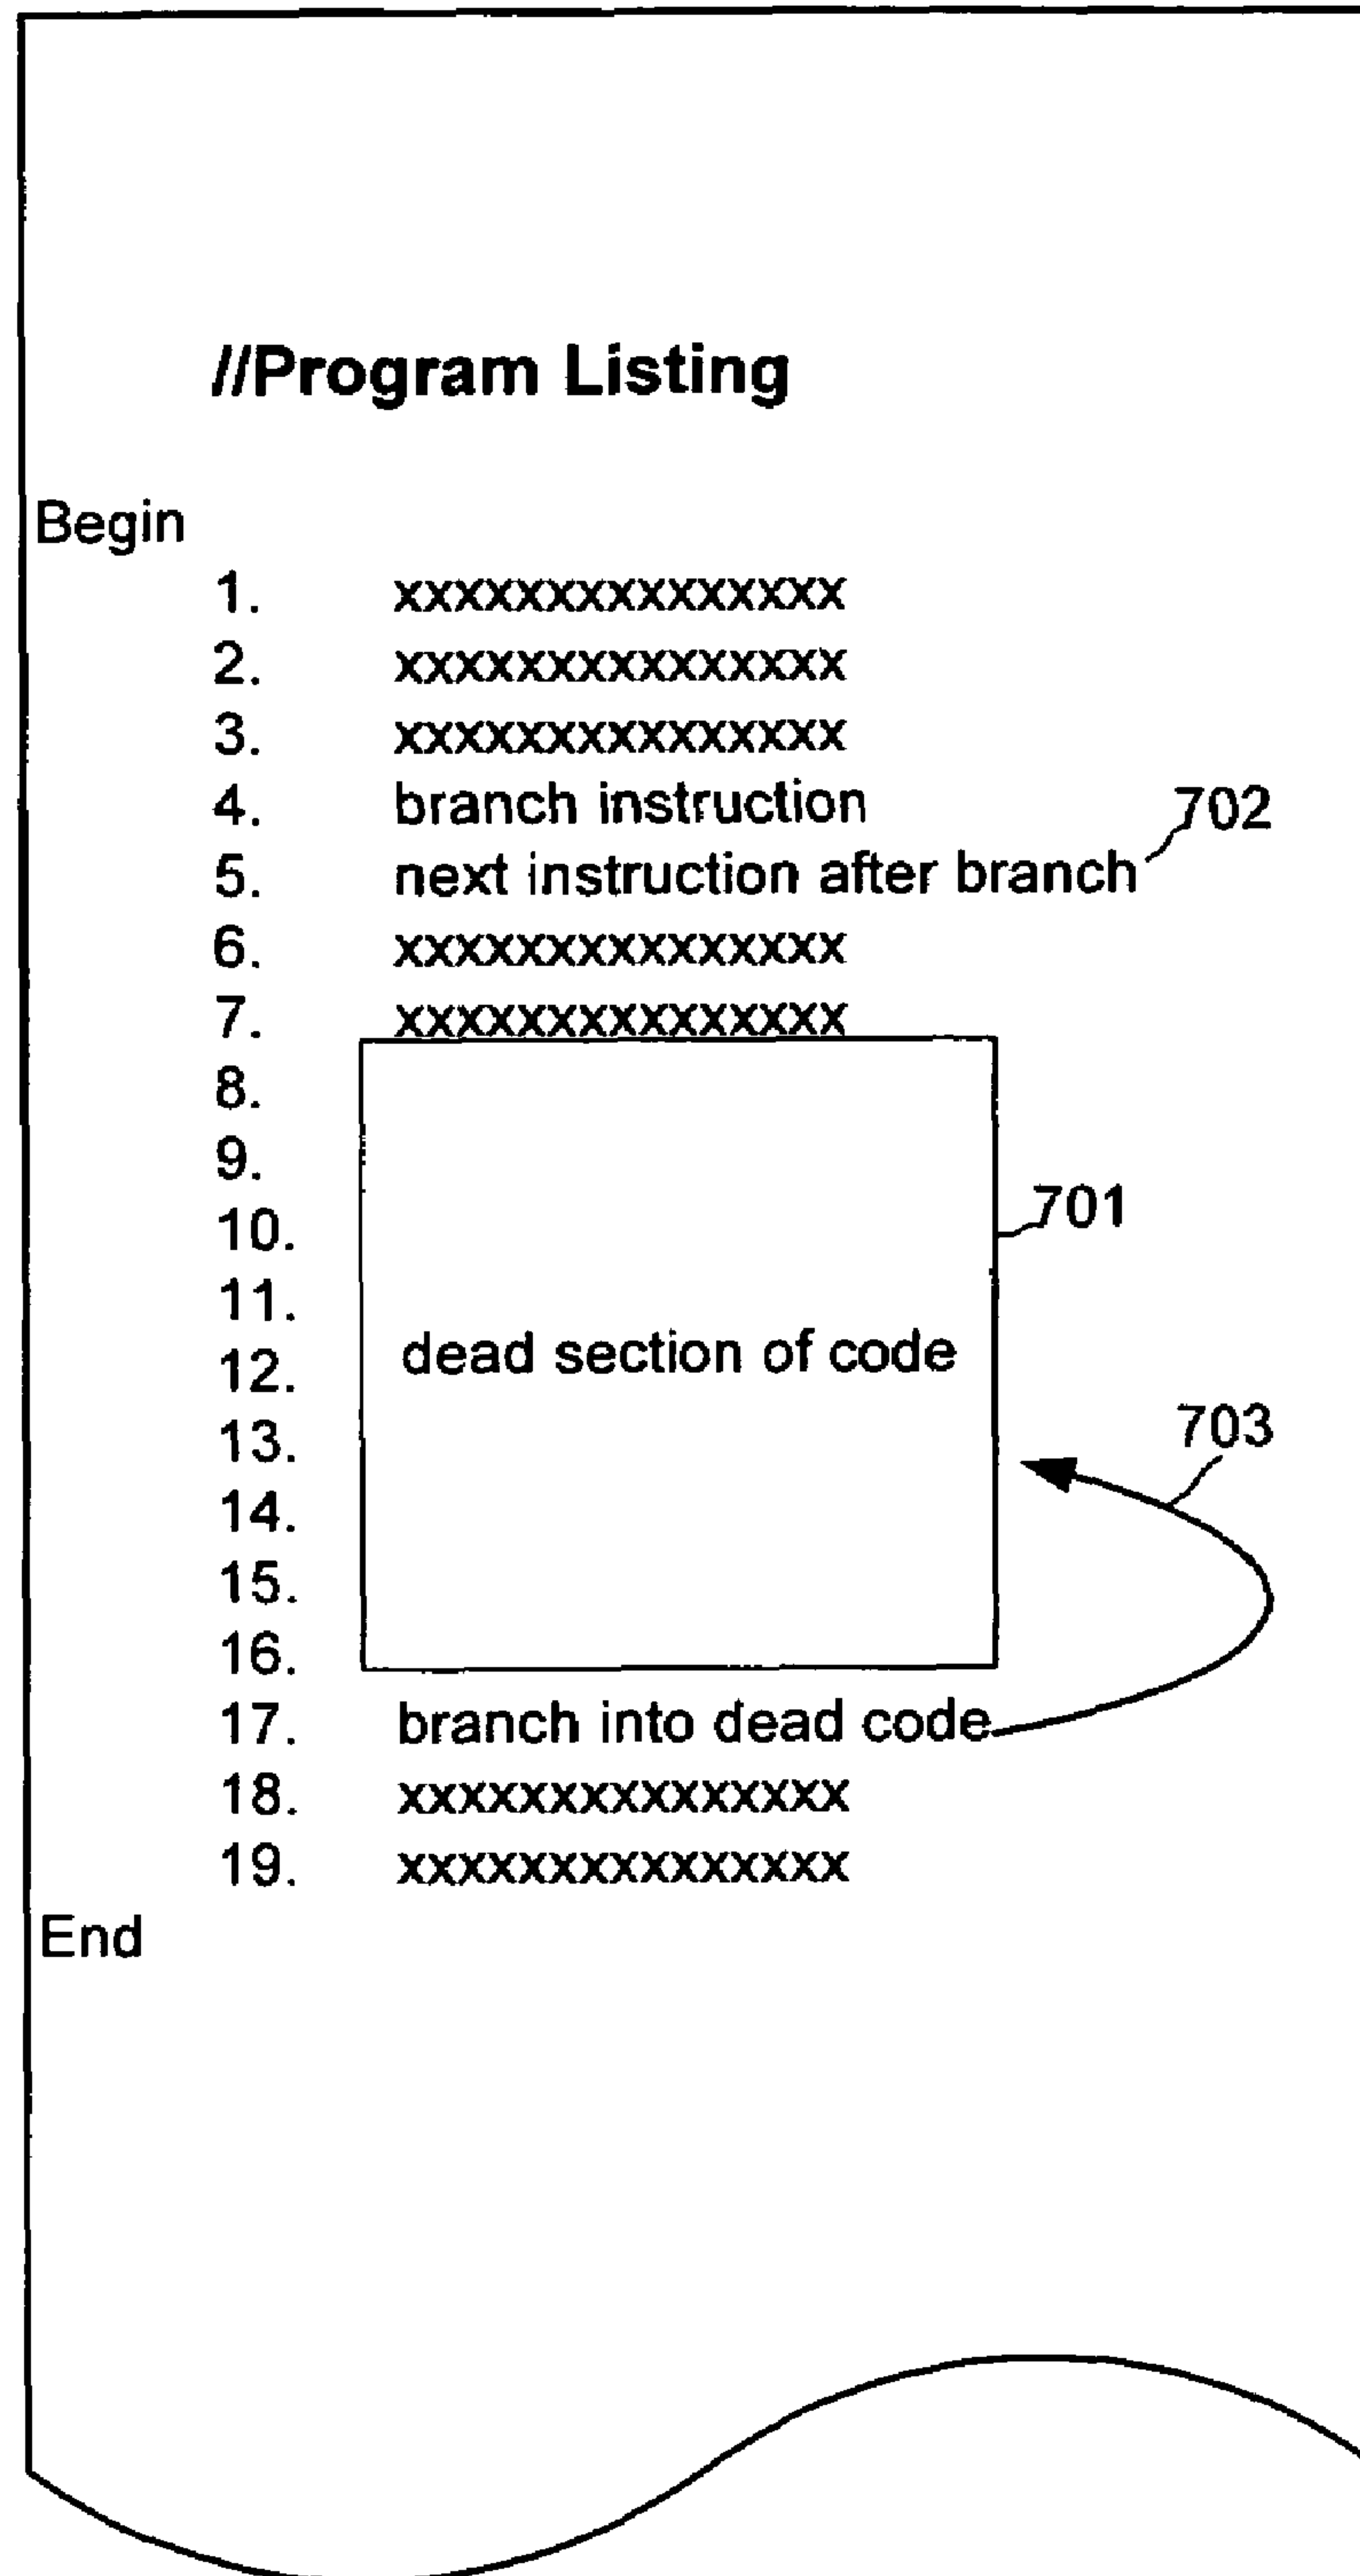 //Program Listing
Begin
1. xxxxxxxxxxxxxxx
2. xxxxxxxxxxxxxxx
3. xxxxxxxxxxxxxxx
4. branch instruction
702
5. next instruction after branch
6. xxxxxxxxxxxxxxx
7. xxxxxxxxxxxxxxx
8.
9.
10.
701
11.
12. dead section of code
13.
703
14.
15.
16.
17. branch into dead code
18. xxxxxxxxxxxxxxx
19. xxxxxxxxxxxxxxx
End